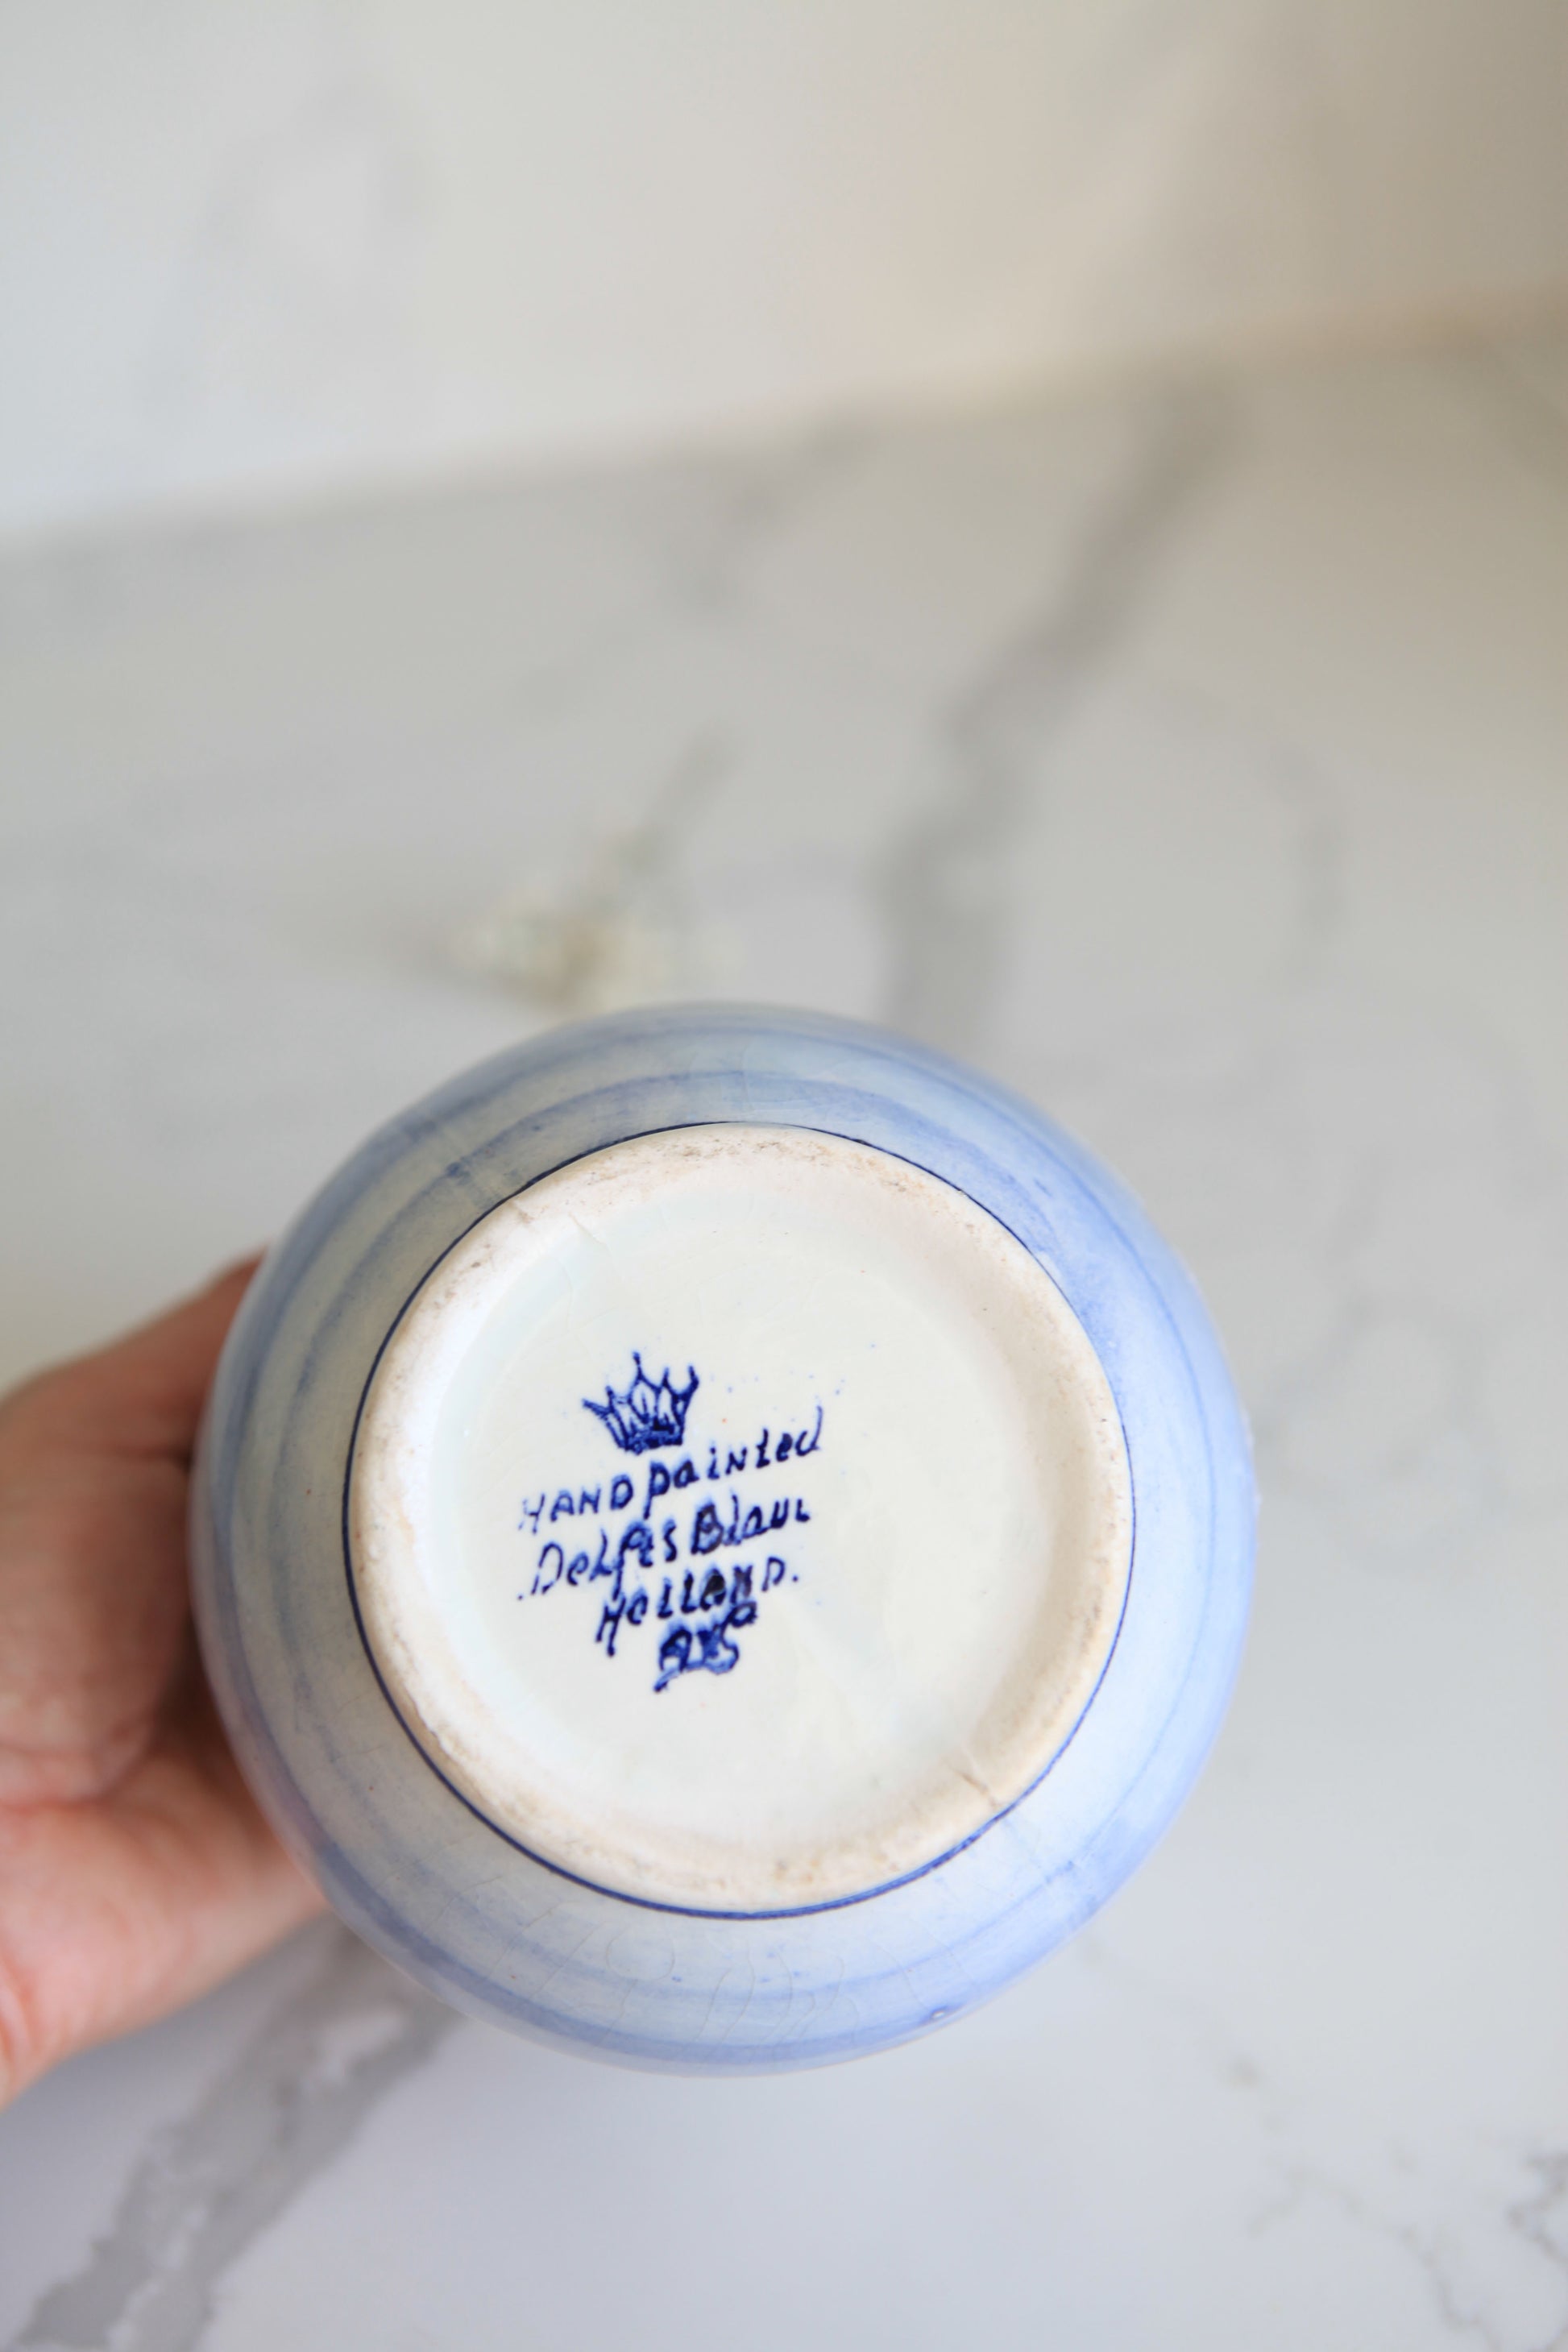 HAND painted
Delfts Blauw
HOLLAND.